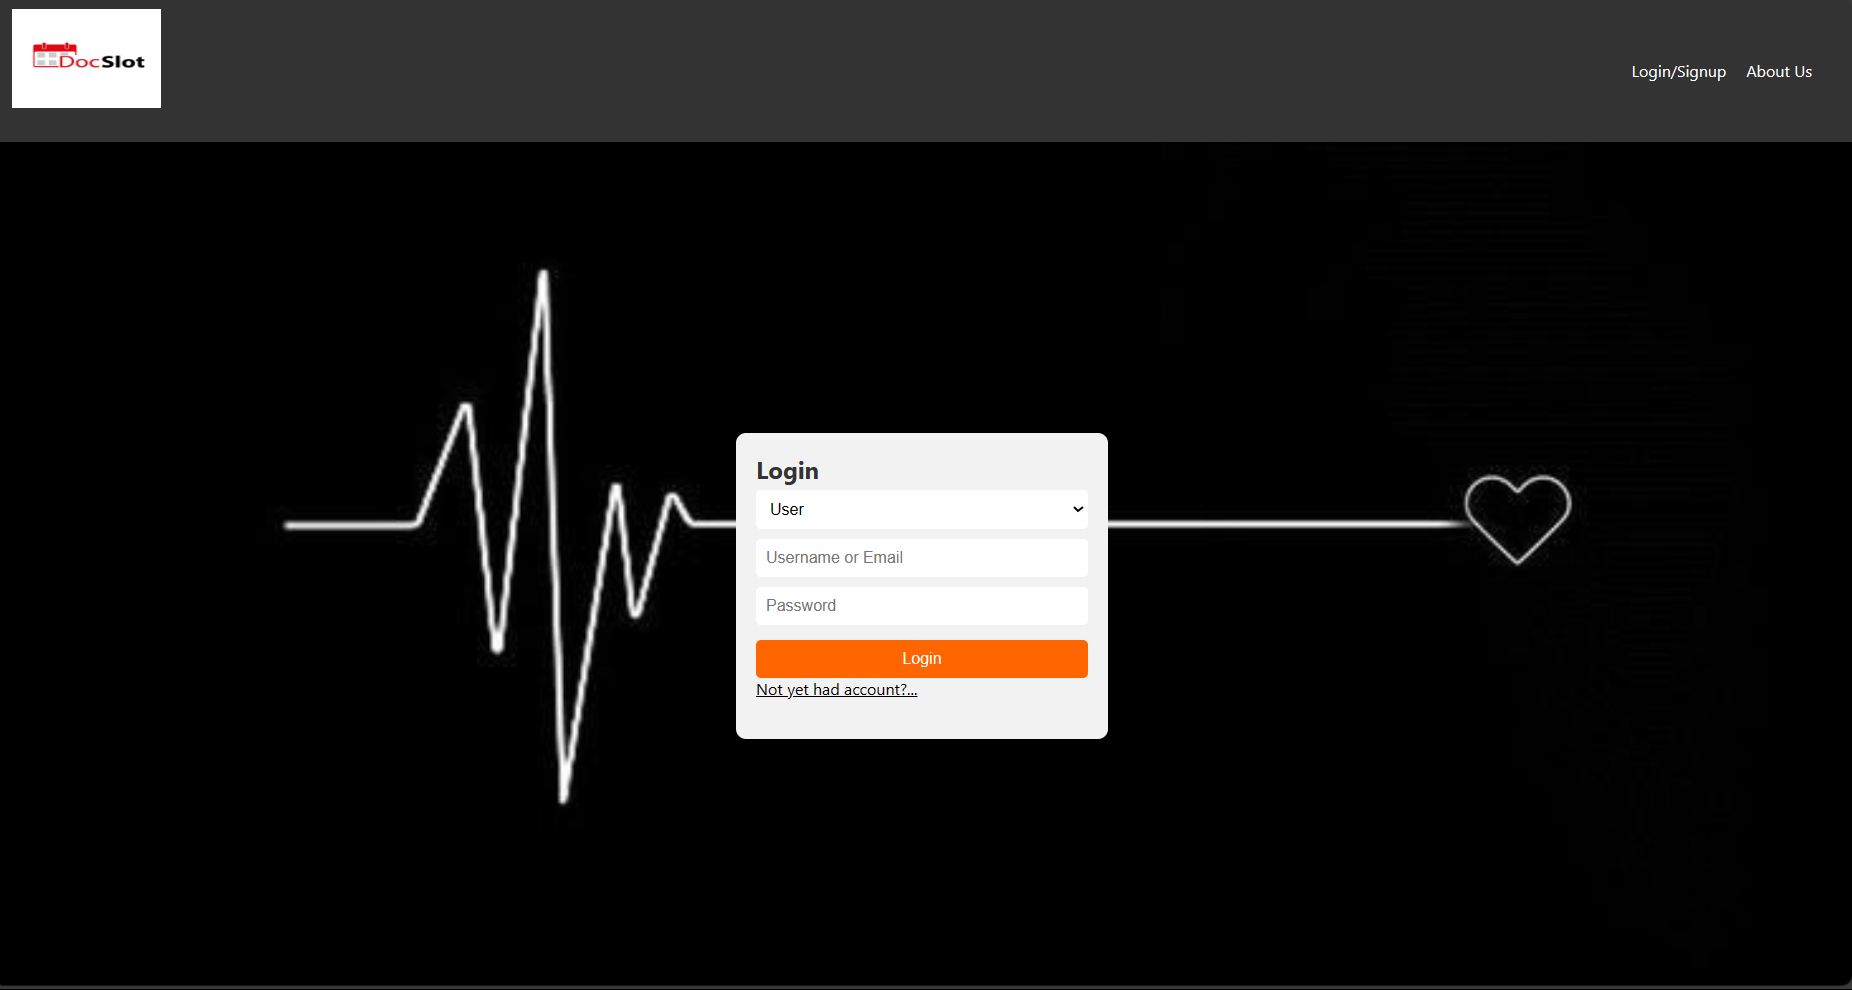 DocSlot
Login/Signup About Us
Login
User
Username or Email
Password
Login
Not yet had account?...